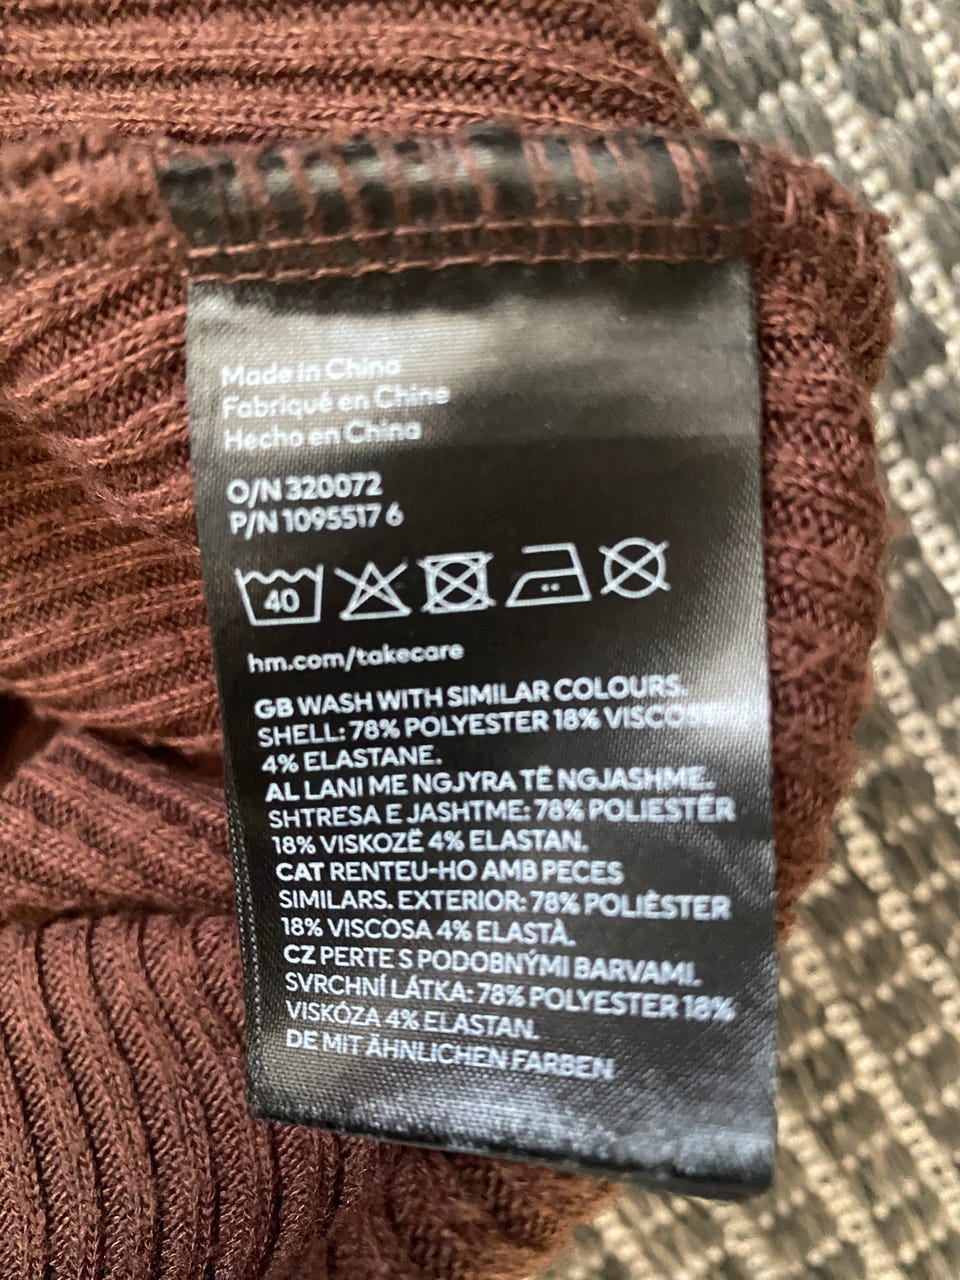 Made in China
Fabriqué en Chine
Hecho en China
O/N 320072
P/N 1095517 6
40
hm.com/takecare
GB WASH WITH SIMILAR COLOURS.
SHELL: 78% POLYESTER 18% VISCOSE
4% ELASTANE.
AL LANI ME NGJYRA TË NGJASHME.
SHTRESA E JASHTME: 78% POLIESTËR
18% VISKOZË 4% ELASTAN.
CAT RENTEU-HO AMB PECES
SIMILARS. EXTERIOR: 78% POLIÈSTER
18% VISCOSA 4% ELASTÀ.
CZ PERTE S PODOBNÝMI BARVAMI.
SVRCHNÍ LÁTKA: 78% POLYESTER 18%
VISKÓZA 4% ELASTAN.
DE MIT ÄHNLICHEN FARBEN